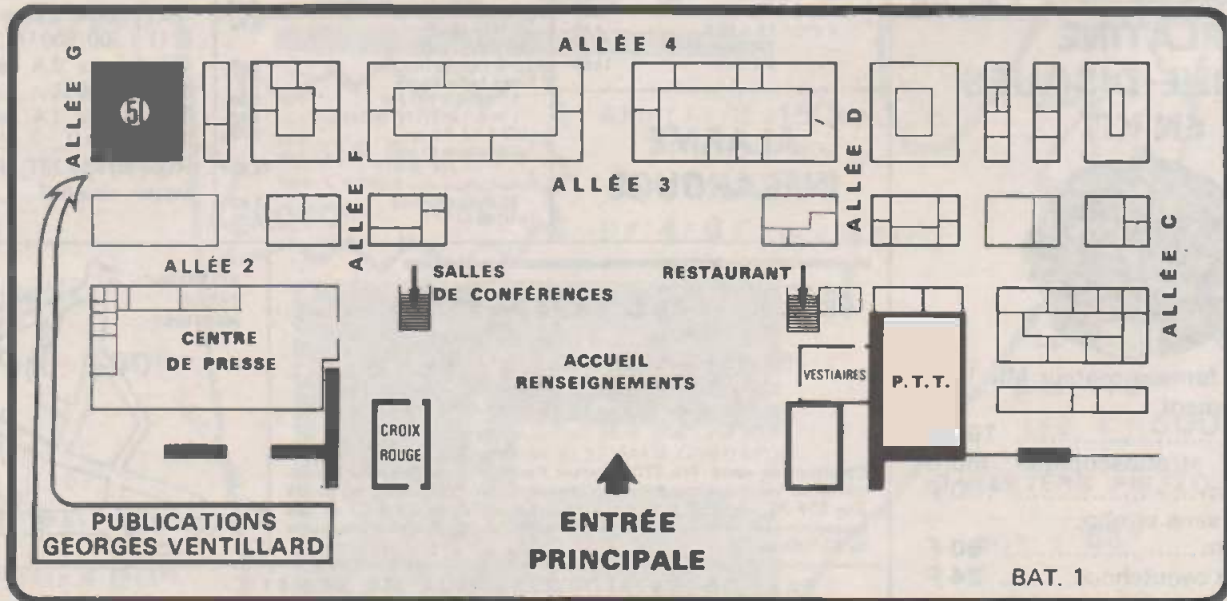 ALLÉE 4
ALLÉE G
51
ALLÉE F
ALLÉE 3
ALLÉE D
ALLÉE C
ALLÉE 2
SALLES
DE CONFÉRENCES
RESTAURANT
CENTRE
DE PRESSE
ACCUEIL
RENSEIGNEMENTS
VESTIAIRES
P.T.T.
CROIX
ROUGE
PUBLICATIONS
GEORGES VENTILLARD
ENTRÉE
PRINCIPALE
BAT. 1